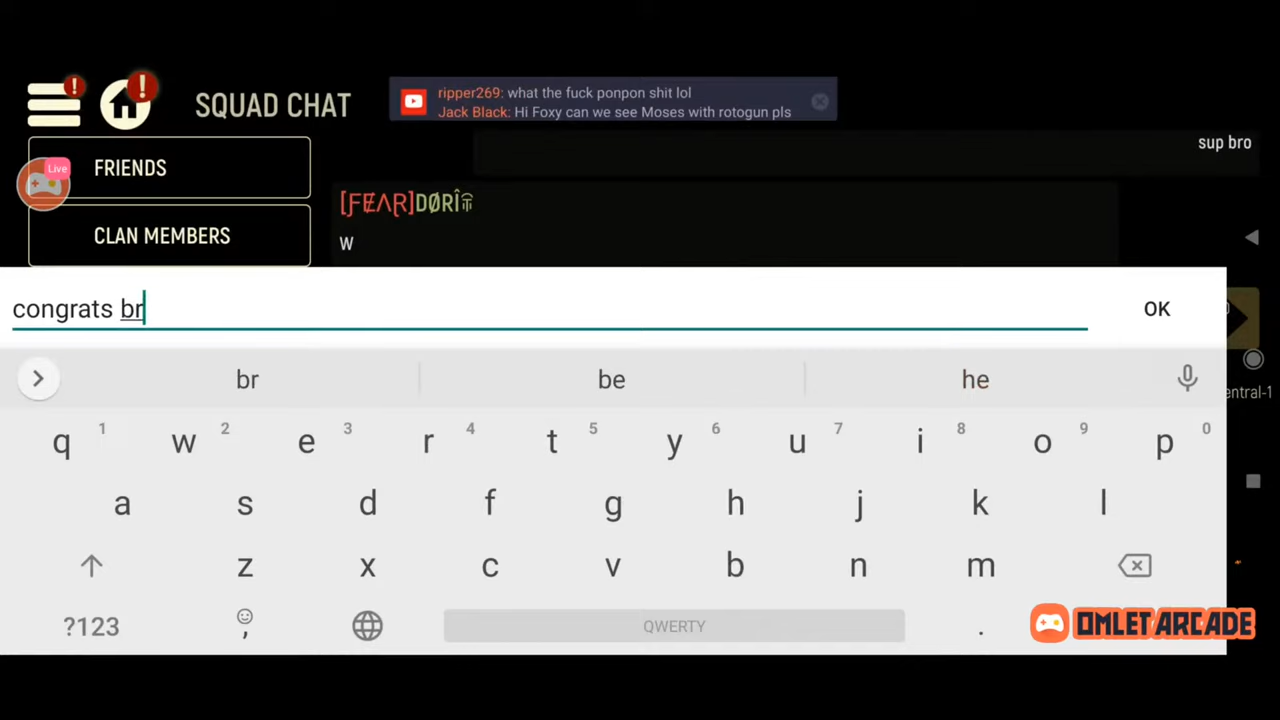 SQUAD CHAT
ripper269: what the fuck ponpon shit lol
Jack Black: Hi Foxy can we see Moses with rotogun pls
sup bro
Live
FRIENDS
CLAN MEMBERS
W
congrats br
OK
entral-1
br be he
q 1 w 2 e 3 r 4 t 5 y 6 u 7 i 8 o 9 p 0
a s d f g h j k l
z x c v b n m
?123 , QWERTY .
OMLET ARCADE